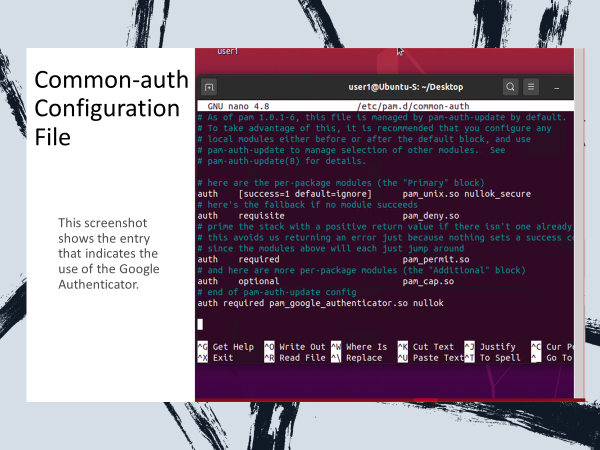 Common-auth
Configuration
File
This screenshot
shows the entry
that indicates the
use of the Google
Authenticator.
user1
user1@Ubuntu-S: ~/Desktop
GNU nano 4.8 /etc/pam.d/common-auth
# As of pam 1.0.1-6, this file is managed by pam-auth-update by default.
# To take advantage of this, it is recommended that you configure any
# local modules either before or after the default block, and use
# pam-auth-update to manage selection of other modules.  See
# pam-auth-update(8) for details.
# here are the per-package modules (the "Primary" block)
auth [success=1 default=ignore] pam_unix.so nullok_secure
# here's the fallback if no module succeeds
auth requisite pam_deny.so
# prime the stack with a positive return value if there isn't one already
# this avoids us returning an error just because nothing sets a success c
# since the modules above will each just jump around
auth required pam_permit.so
# and here are more per-package modules (the "Additional" block)
auth optional pam_cap.so
# end of pam-auth-update config
auth required pam_google_authenticator.so nullok
^G Get Help ^O Write Out ^W Where Is ^K Cut Text ^J Justify ^C Cur P
^X Exit ^R Read File ^\ Replace ^U Paste Text ^T To Spell ^_ Go To